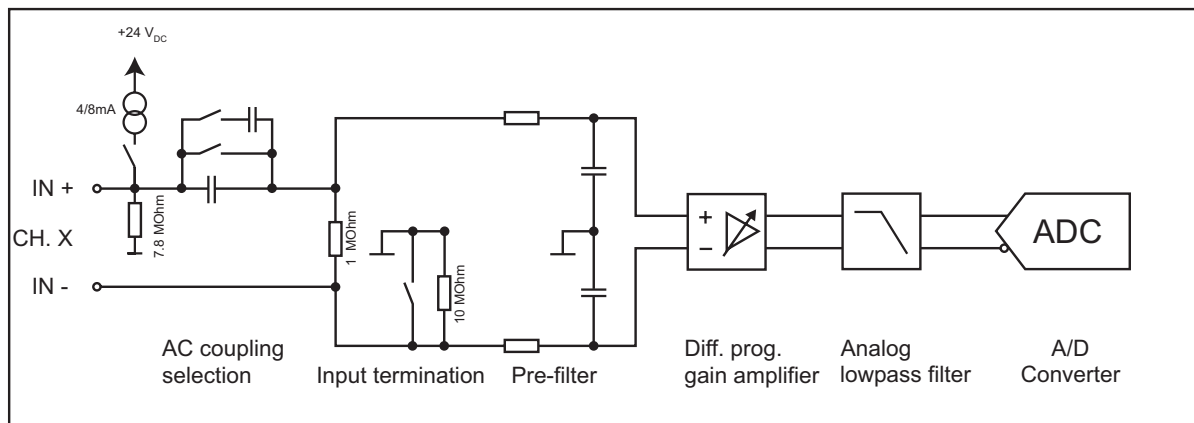 +24 V_DC
4/8mA
IN +
7.8 MOhm
CH. X
1 MOhm
IN -
10 MOhm
+
−
ADC
AC coupling
selection
Input termination
Pre-filter
Diff. prog.
gain amplifier
Analog
lowpass filter
A/D
Converter